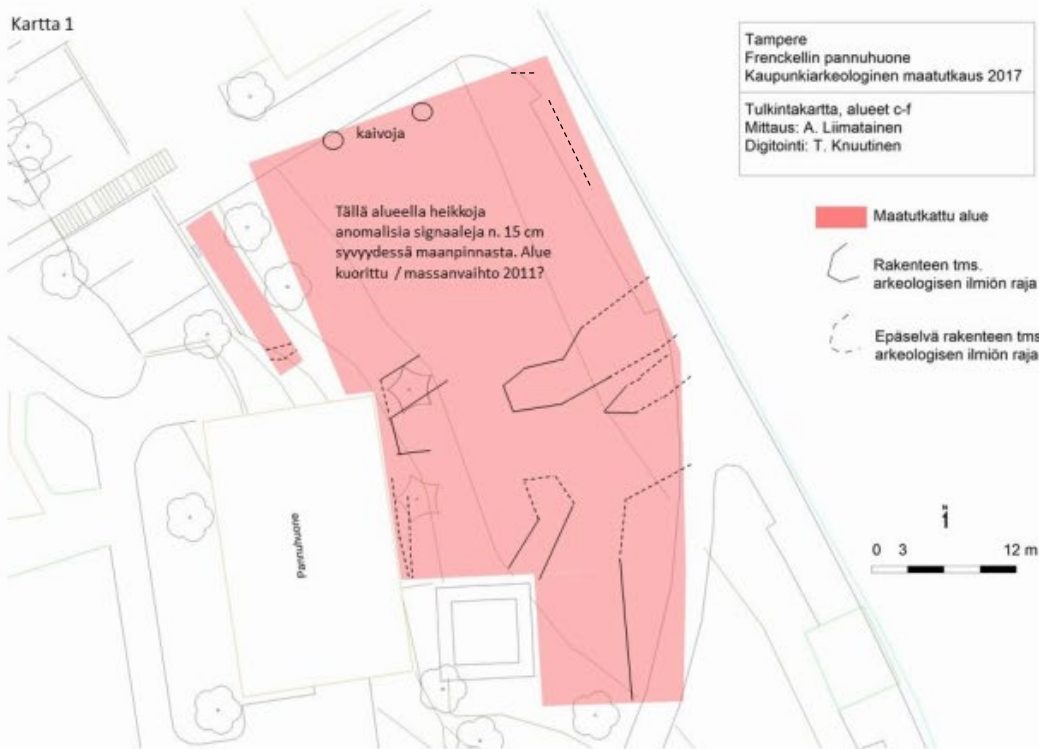 Kartta 1
Tampere
Frenckellin pannuhuone
Kaupunkiarkeologinen maatutkaus 2017
Tulkintakartta, alueet c-f
Mittaus: A. Liimatainen
Digitointi: T. Knuutinen
kaivoja
Tällä alueella heikkoja
anomalisia signaaleja n. 15 cm
syvyydessä maanpinnasta. Alue
kuorittu / massanvaihto 2011?
Maatutkattu alue
Rakenteen tms.
arkeologisen ilmiön raja
Epäselvä rakenteen tms
arkeologisen ilmiön raja
Pannuhuone
N
0 3 12 m